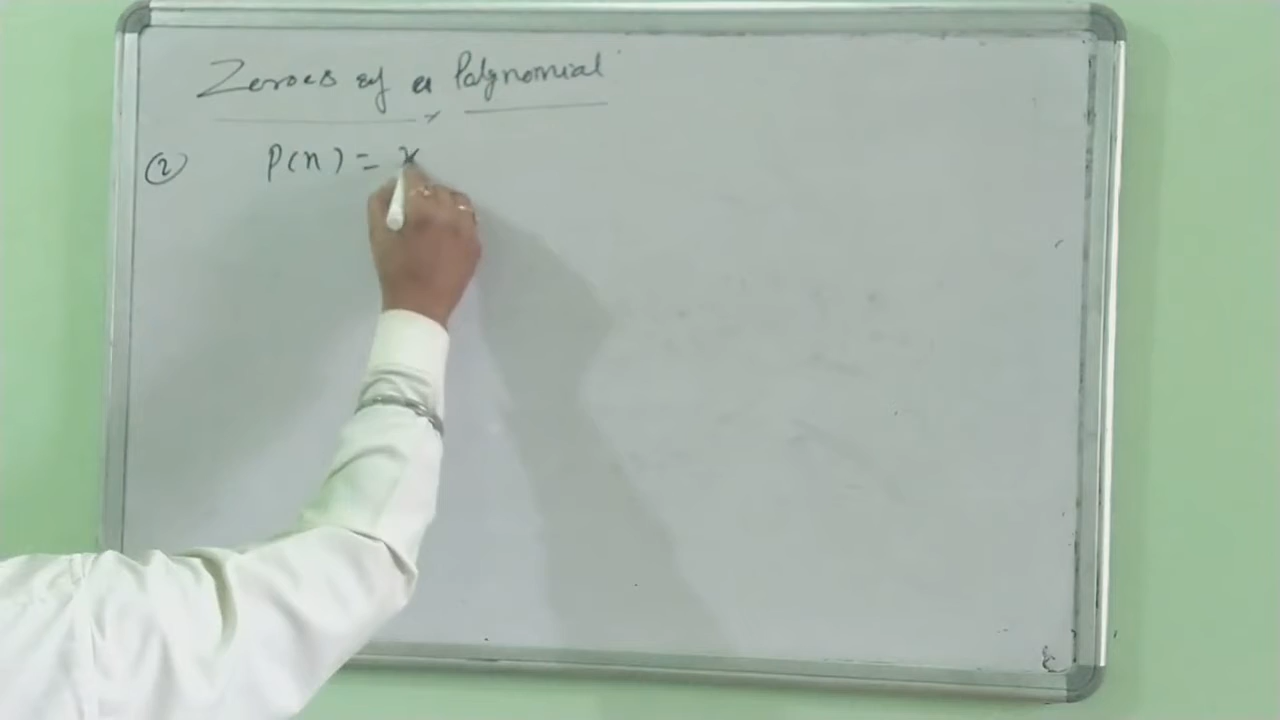 Zeroes of a Polynomial
② P(x) = x